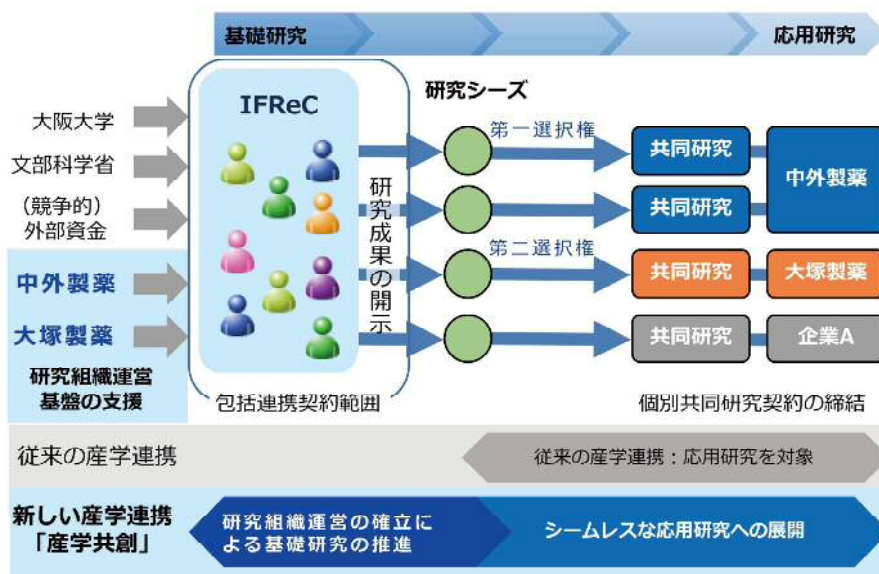 基礎研究
応用研究
IFReC
研究シーズ
大阪大学
文部科学省
(競争的)
外部資金
中外製薬
大塚製薬
研究組織運営
基盤の支援
研究成果の開示
包括連携契約範囲
第一選択権
第二選択権
共同研究
共同研究
共同研究
共同研究
中外製薬
大塚製薬
企業A
個別共同研究契約の締結
従来の産学連携
従来の産学連携：応用研究を対象
新しい産学連携
「産学共創」
研究組織運営の確立に
よる基礎研究の推進
シームレスな応用研究への展開